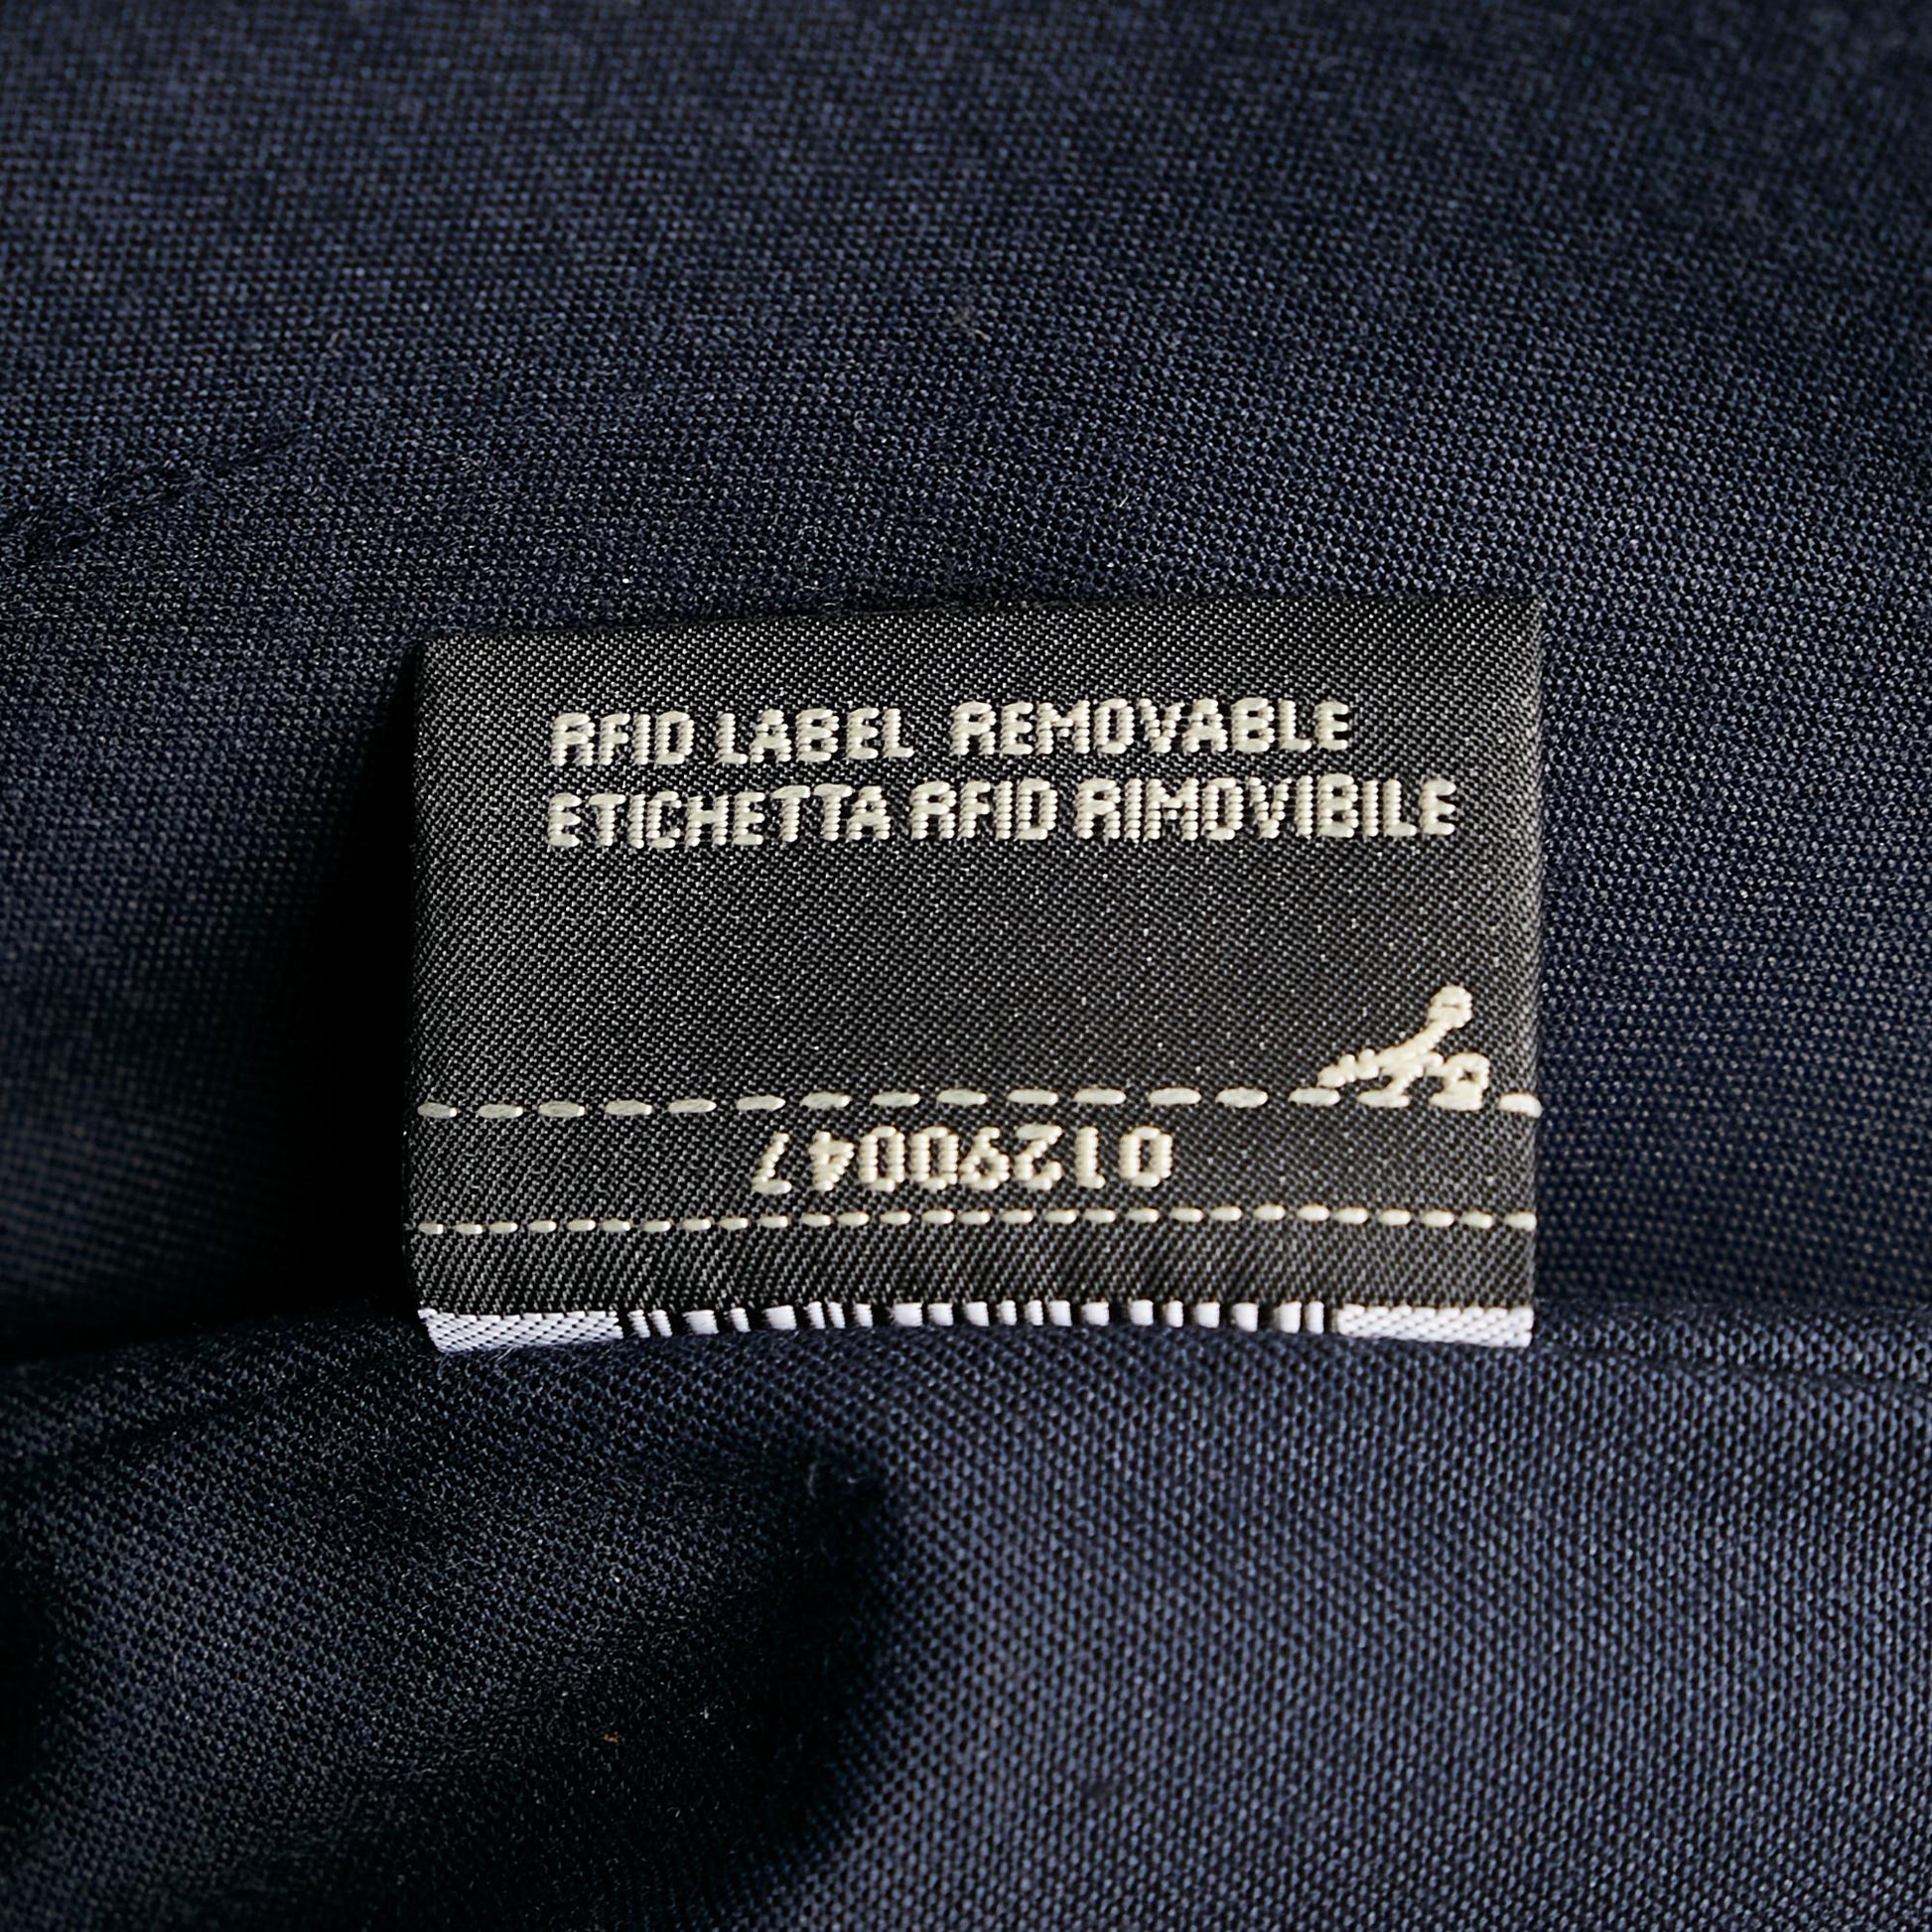 RFID LABEL REMOVABLE
ETICHETTA RFID RIMOVIBILE
01290047